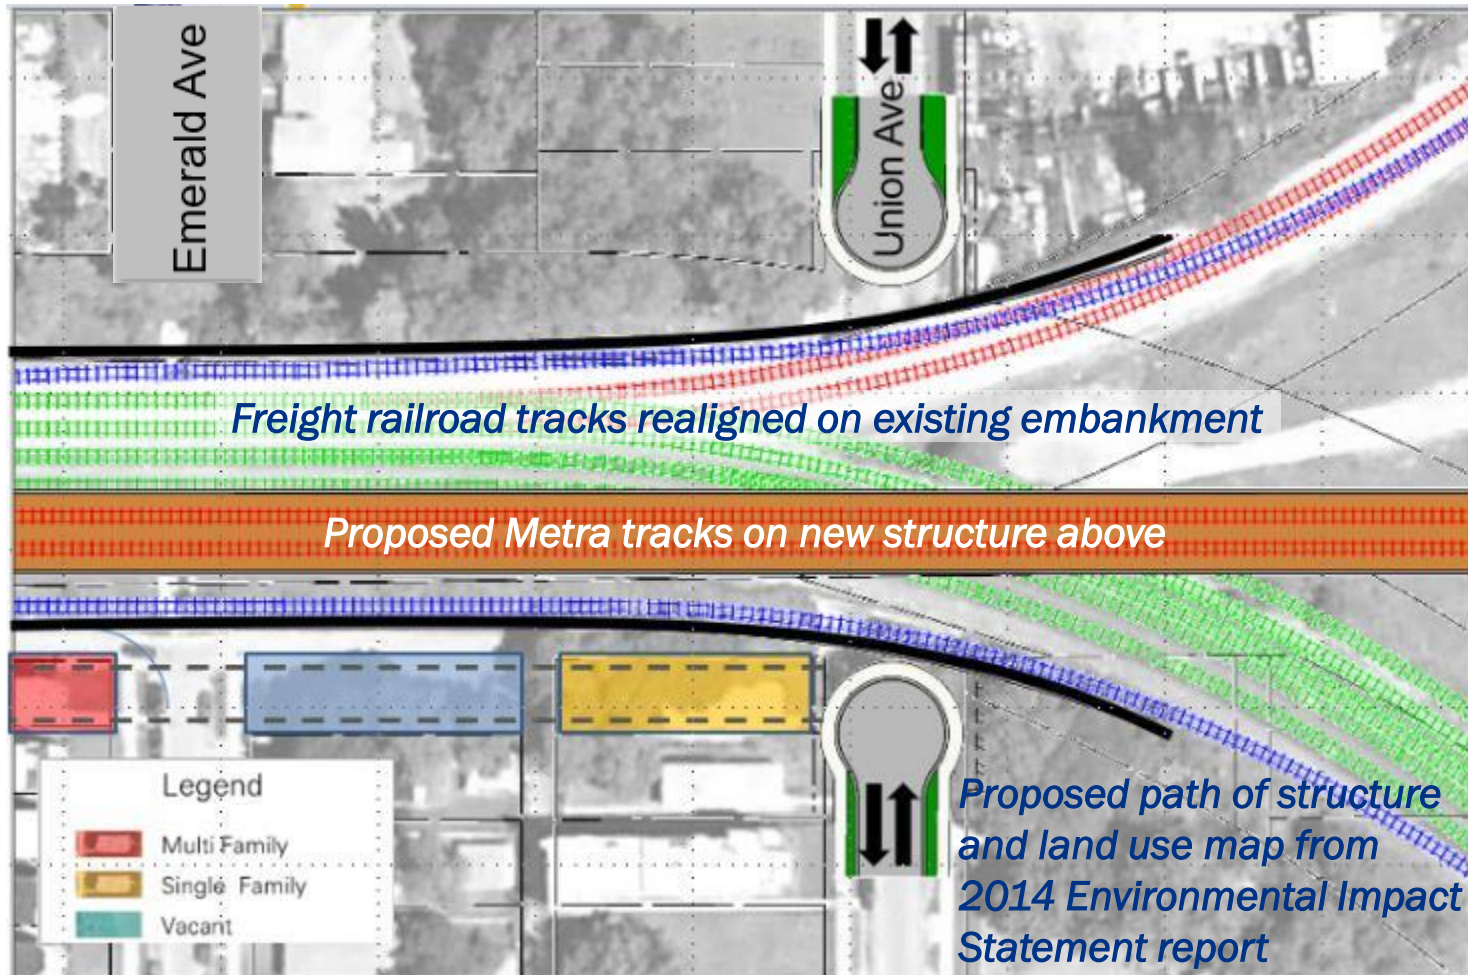 Emerald Ave
Union Ave
Freight railroad tracks realigned on existing embankment
Proposed Metra tracks on new structure above
Legend
Multi Family
Single Family
Vacant
Proposed path of structure
and land use map from
2014 Environmental Impact
Statement report